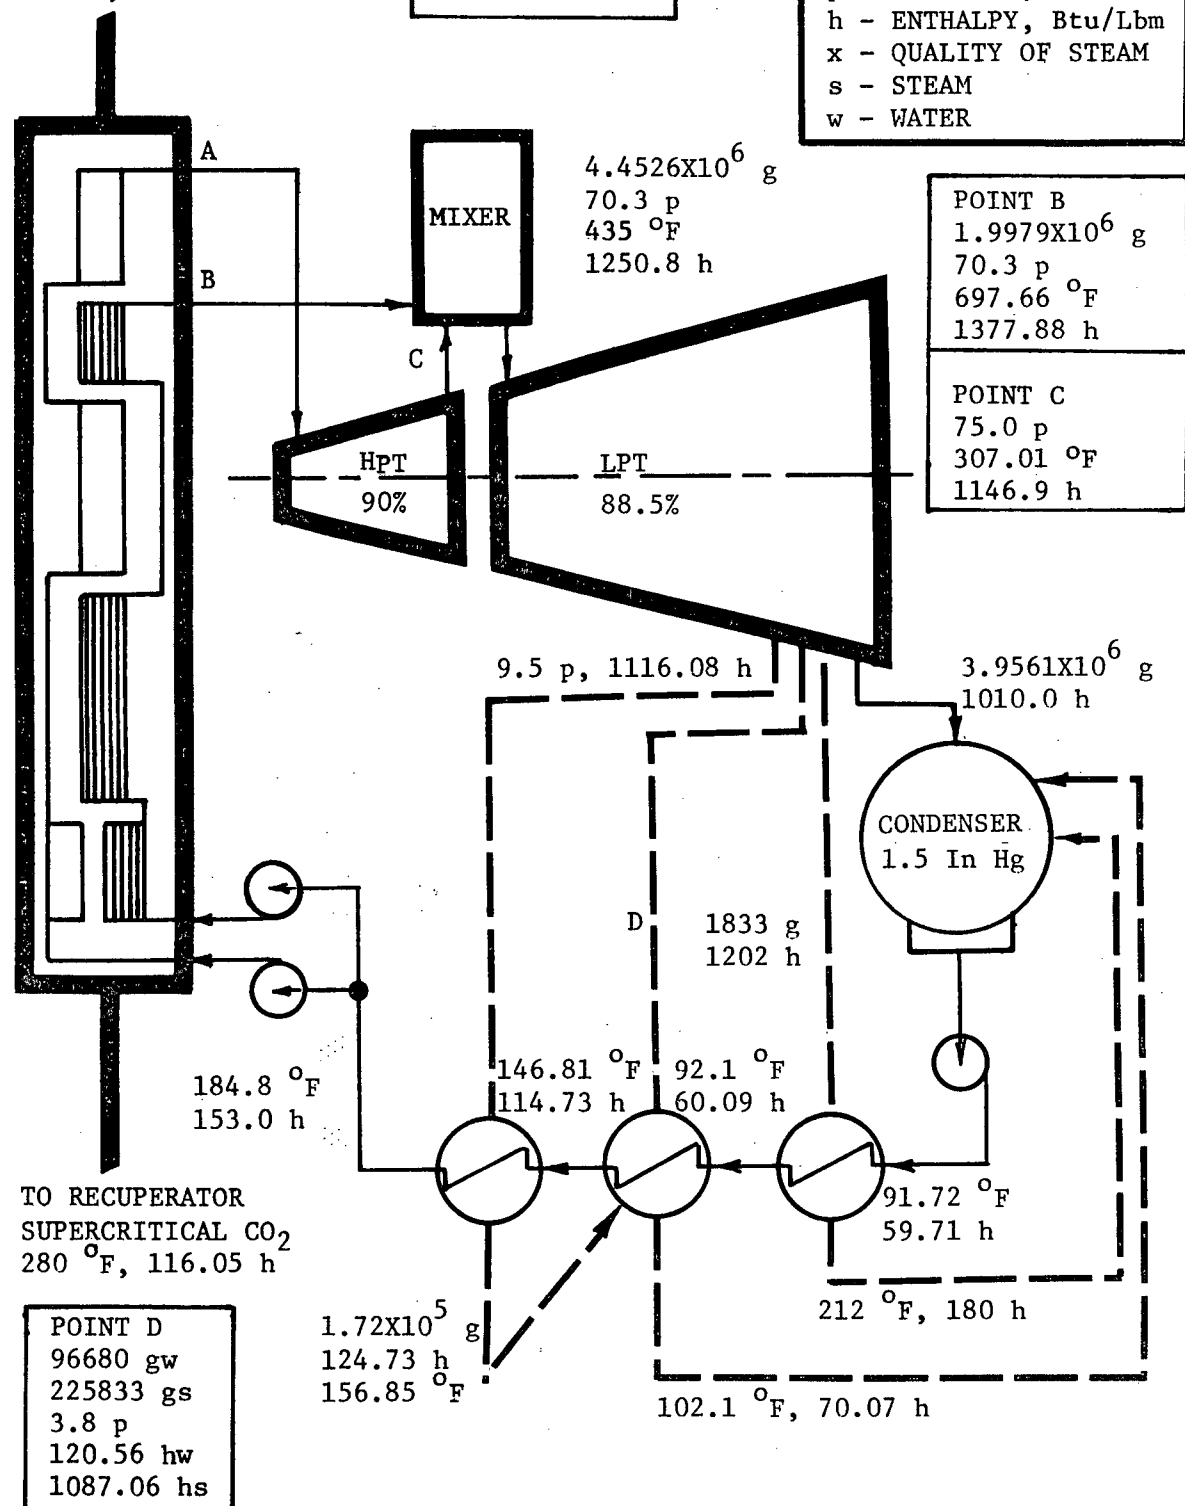 h - ENTHALPY, Btu/Lbm
x - QUALITY OF STEAM
s - STEAM
w - WATER
A
MIXER
4.4526X10^6 g
70.3 p
435 °F
1250.8 h
POINT B
1.9979X10^6 g
70.3 p
697.66 °F
1377.88 h
B
C
POINT C
75.0 p
307.01 °F
1146.9 h
HPT
90%
LPT
88.5%
9.5 p, 1116.08 h
3.9561X10^6 g
1010.0 h
CONDENSER
1.5 In Hg
D
1833 g
1202 h
184.8 °F
153.0 h
146.81 °F
114.73 h
92.1 °F
60.09 h
91.72 °F
59.71 h
TO RECUPERATOR
SUPERCRITICAL CO2
280 °F, 116.05 h
212 °F, 180 h
1.72X10^5 g
124.73 h
156.85 °F
102.1 °F, 70.07 h
POINT D
96680 gw
225833 gs
3.8 p
120.56 hw
1087.06 hs